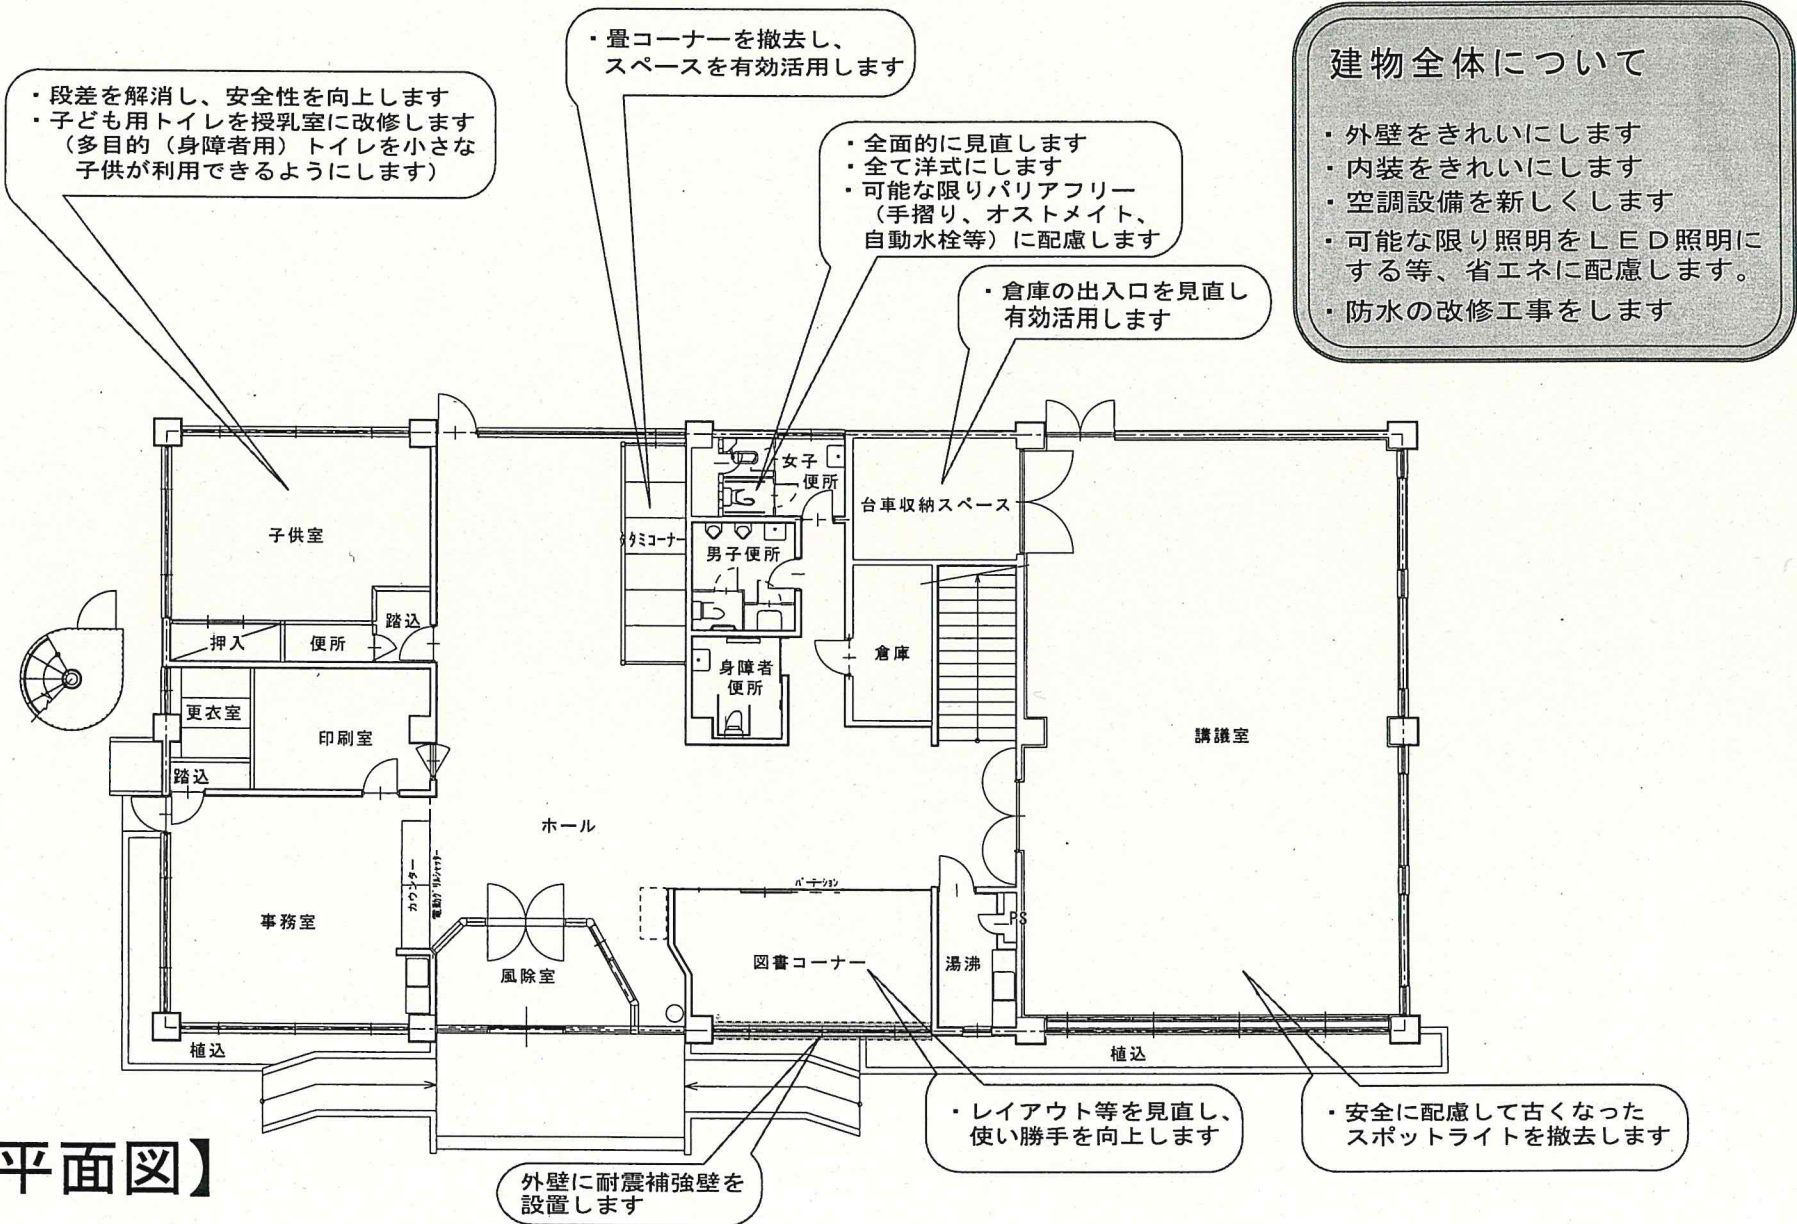 ・畳コーナーを撤去し、
スペースを有効活用します
・段差を解消し、安全性を向上します
・子ども用トイレを授乳室に改修します
（多目的（身障者用）トイレを小さな
子供が利用できるようにします）
・全面的に見直します
・全て洋式にします
・可能な限りバリアフリー
（手摺り、オストメイト、
自動水栓等）に配慮します
・倉庫の出入口を見直し
有効活用します
建物全体について
・外壁をきれいにします
・内装をきれいにします
・空調設備を新しくします
・可能な限り照明をＬＥＤ照明に
する等、省エネに配慮します。
・防水の改修工事をします
子供室
押入
便所
踏込
更衣室
印刷室
踏込
事務室
カウンター
電動グリルシャッター
ホール
風除室
タタミコーナー
女子
便所
男子便所
身障者
便所
台車収納スペース
倉庫
講議室
パーテーション
図書コーナー
湯沸
PS
植込
植込
・レイアウト等を見直し、
使い勝手を向上します
・安全に配慮して古くなった
スポットライトを撤去します
外壁に耐震補強壁を
設置します
平面図】